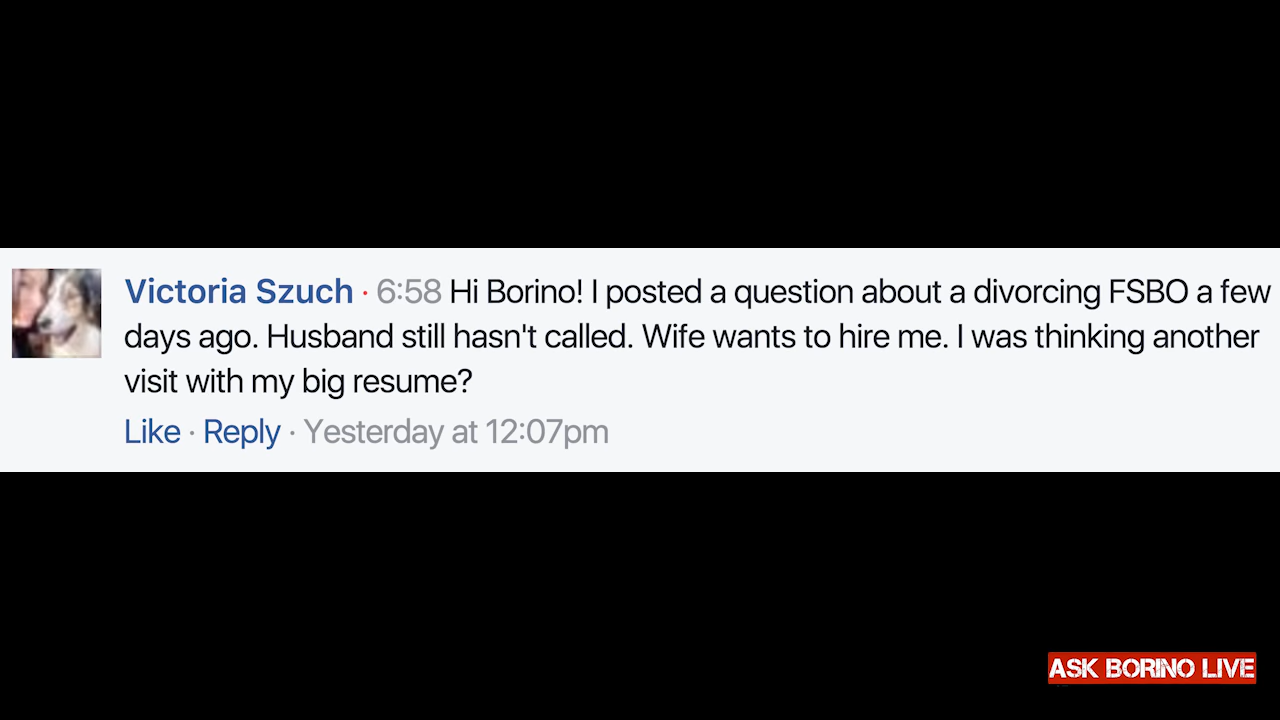 Victoria Szuch · 6:58 Hi Borino! I posted a question about a divorcing FSBO a few
days ago. Husband still hasn't called. Wife wants to hire me. I was thinking another
visit with my big resume?
Like · Reply · Yesterday at 12:07pm
ASK BORINO LIVE